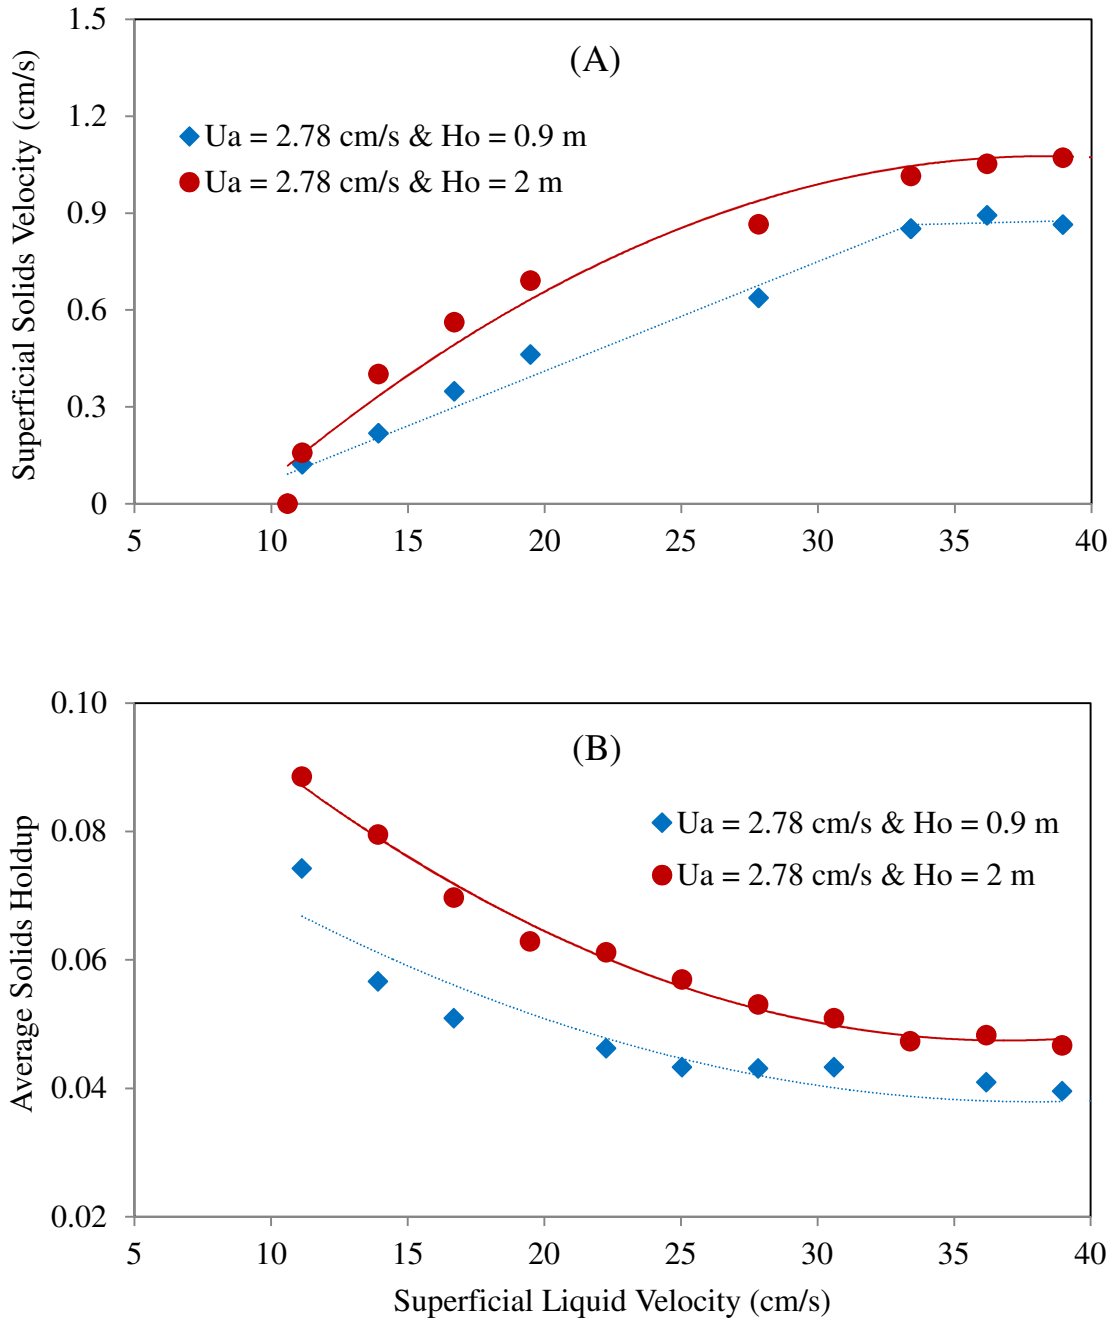 1.5
(A)
1.2
Ua = 2.78 cm/s & Ho = 0.9 m
Ua = 2.78 cm/s & Ho = 2 m
0.9
0.6
0.3
0
Superficial Solids Velocity (cm/s)
5 10 15 20 25 30 35 40
0.10
(B)
Ua = 2.78 cm/s & Ho = 0.9 m
0.08
Ua = 2.78 cm/s & Ho = 2 m
0.06
0.04
0.02
Average Solids Holdup
5 10 15 20 25 30 35 40
Superficial Liquid Velocity (cm/s)